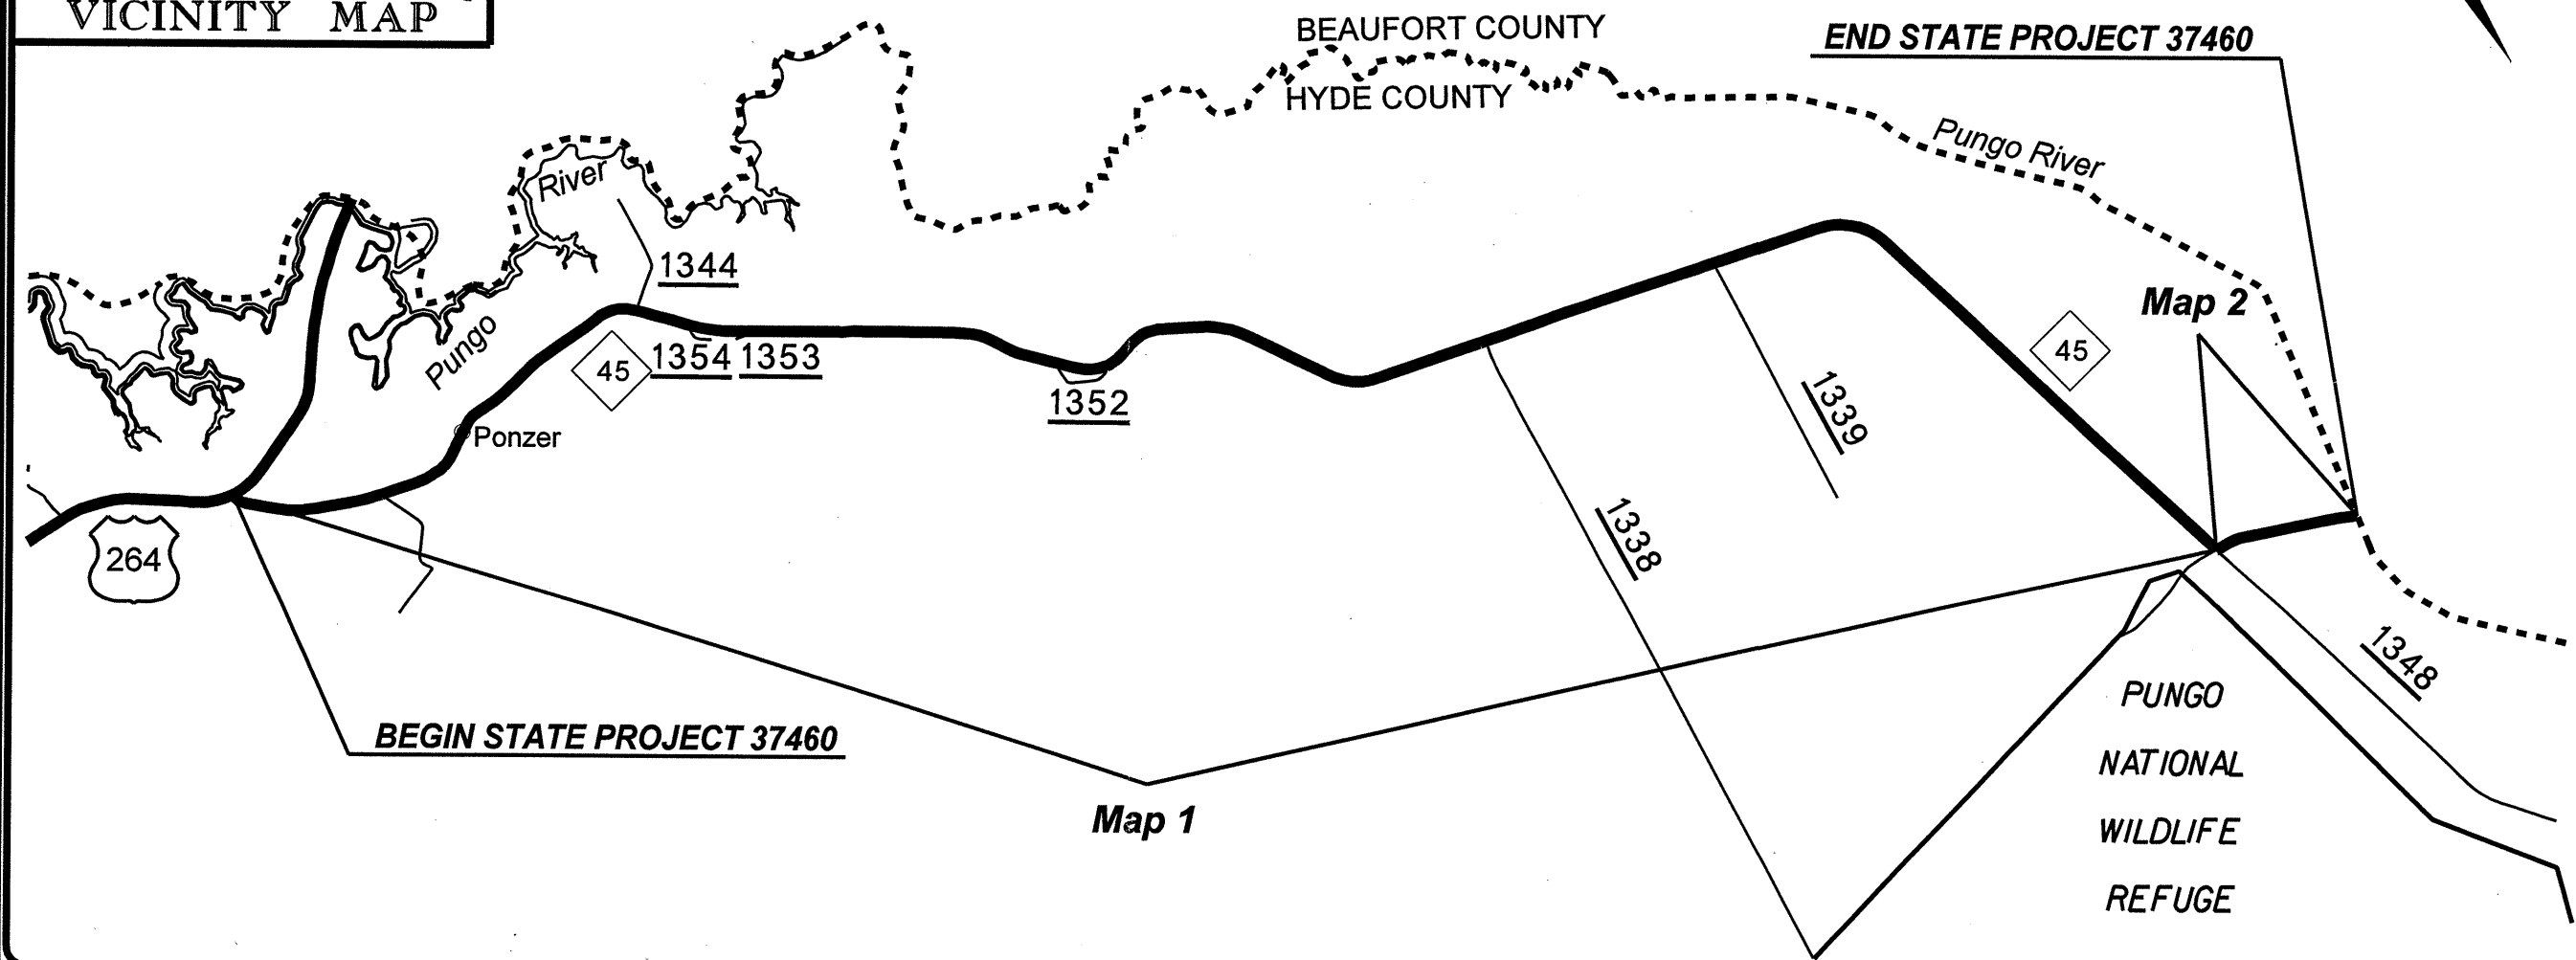 VICINITY MAP
BEAUFORT COUNTY
HYDE COUNTY
END STATE PROJECT 37460
Pungo River
River
Pungo
1344
1354
1353
45
Ponzer
1352
1339
1338
45
Map 2
264
1348
BEGIN STATE PROJECT 37460
Map 1
PUNGO
NATIONAL
WILDLIFE
REFUGE